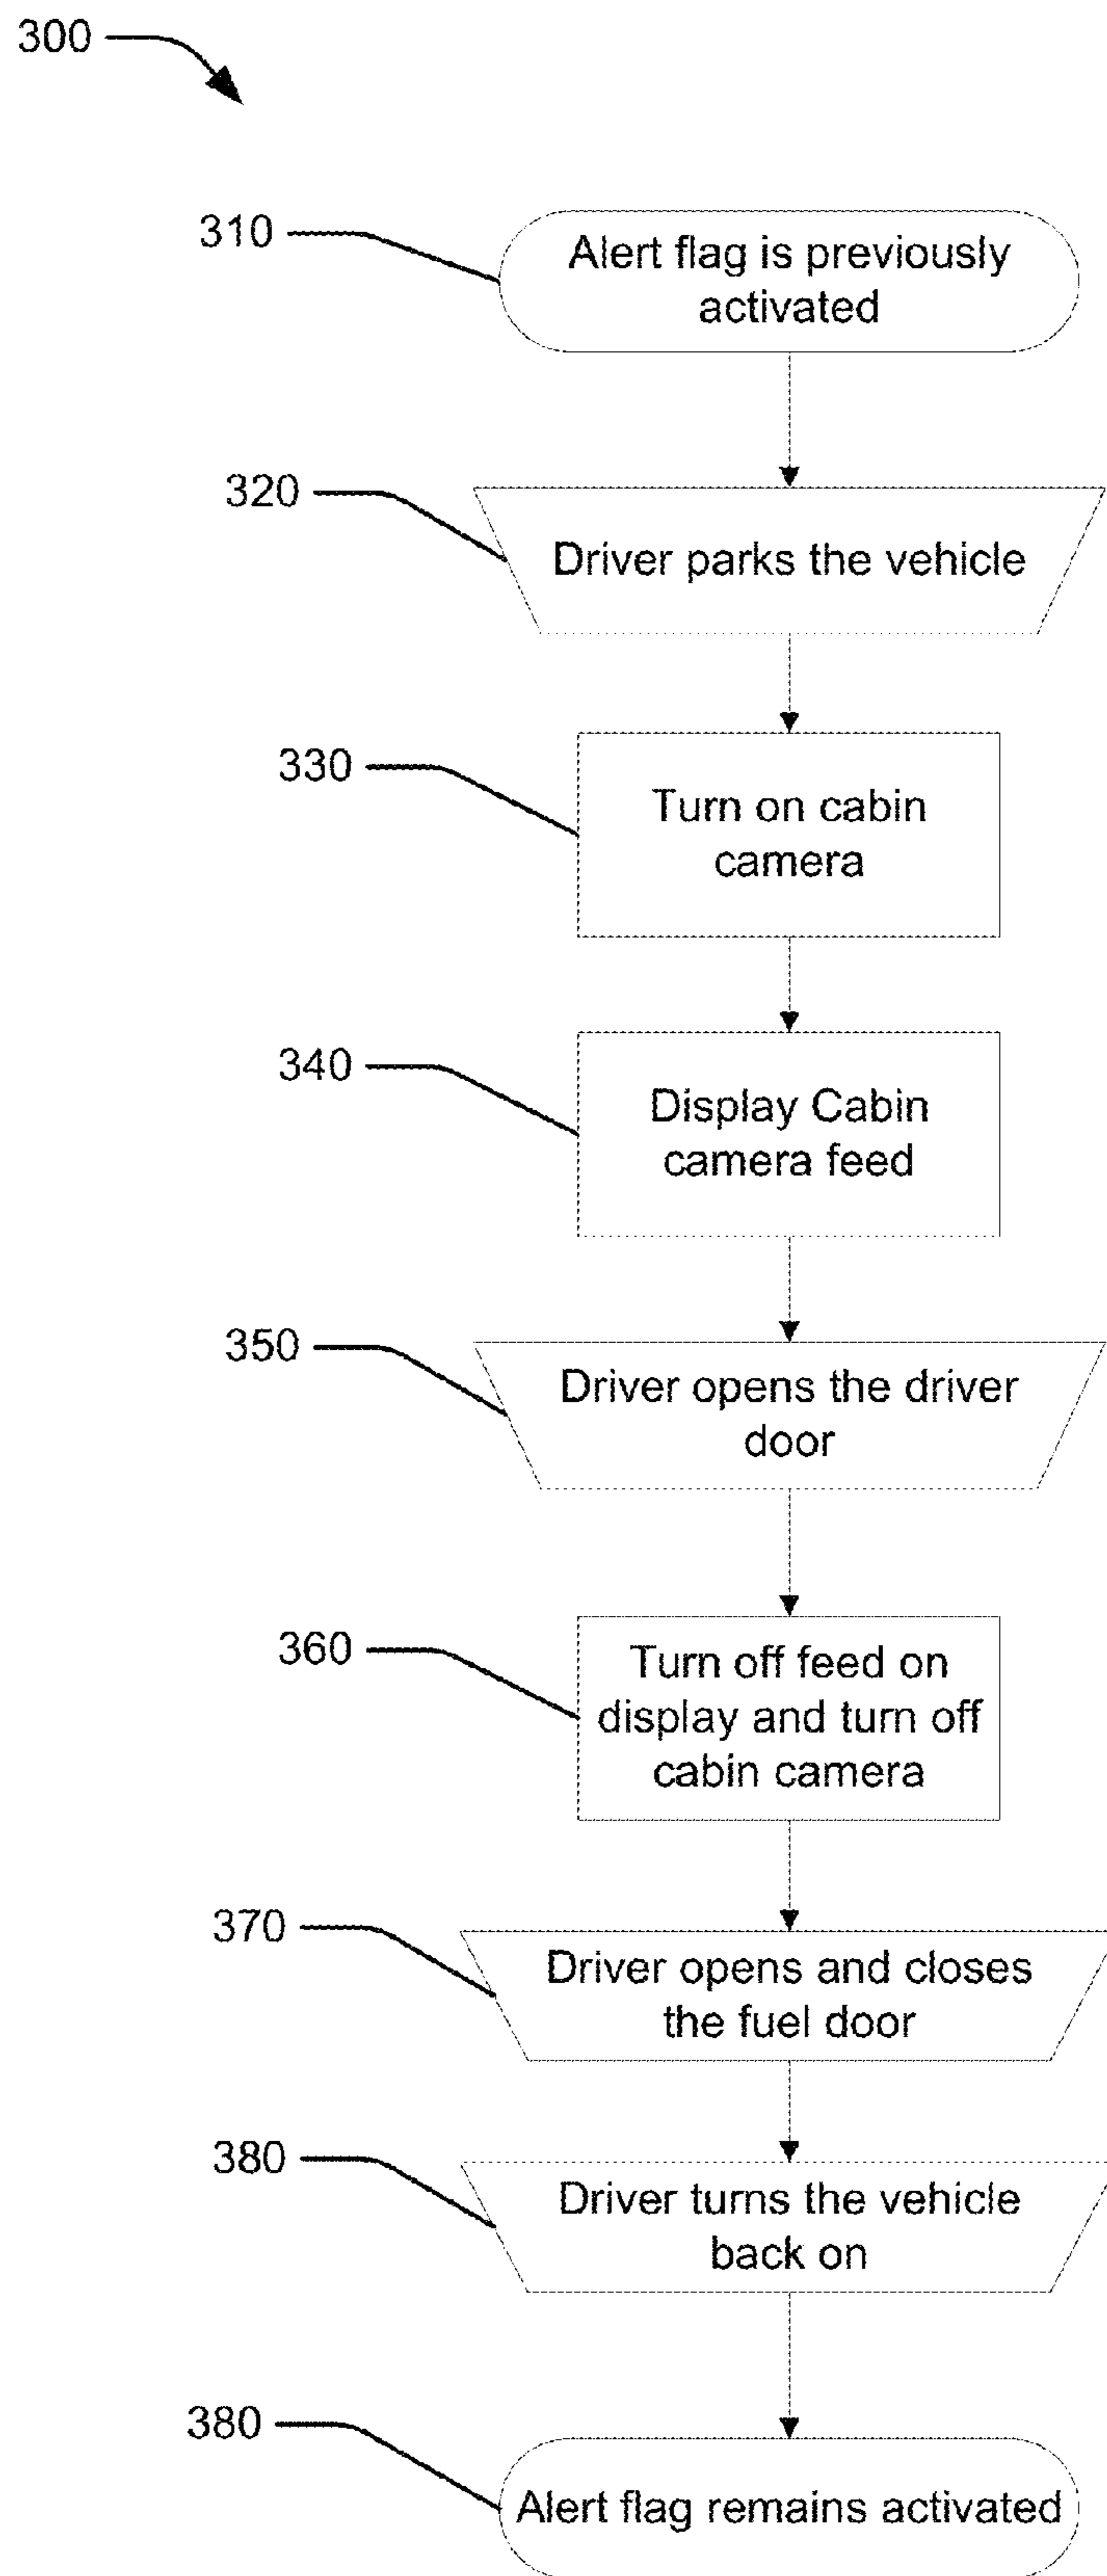 300
310
Alert flag is previously
activated
320
Driver parks the vehicle
330
Turn on cabin
camera
340
Display Cabin
camera feed
350
Driver opens the driver
door
360
Turn off feed on
display and turn off
cabin camera
370
Driver opens and closes
the fuel door
380
Driver turns the vehicle
back on
380
Alert flag remains activated